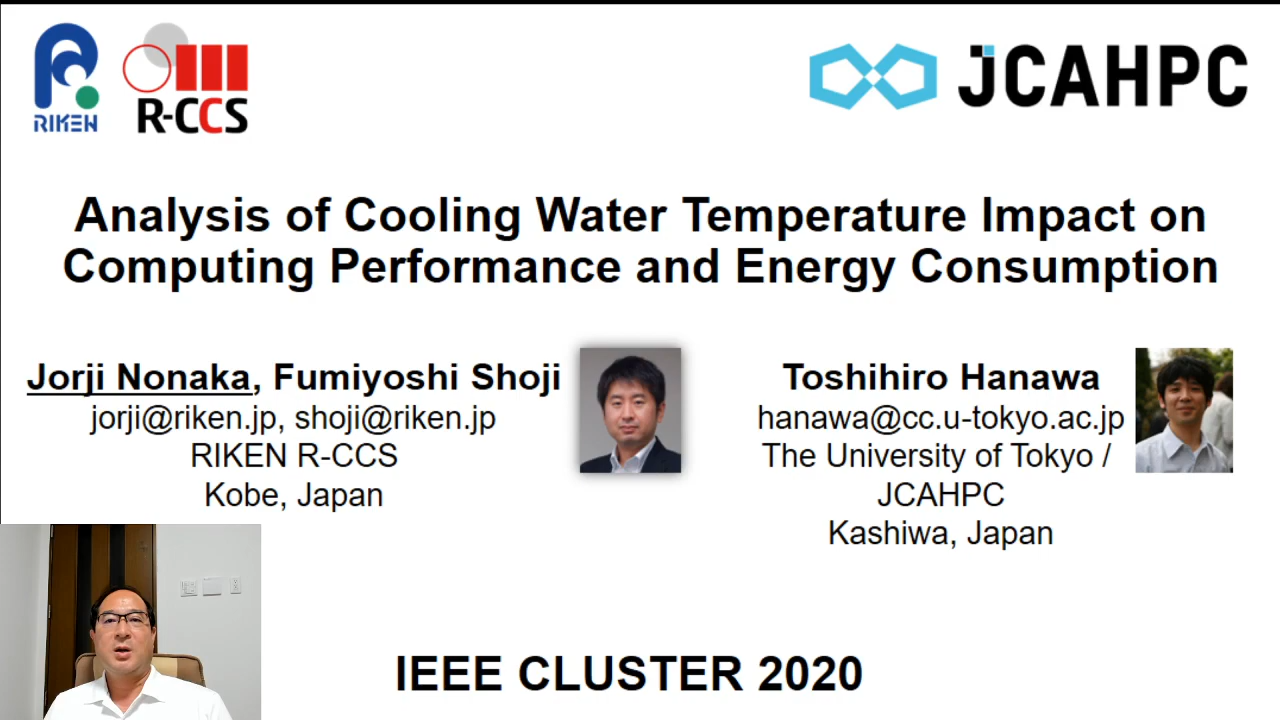 RIKEN
R-CCS
JCAHPC
Analysis of Cooling Water Temperature Impact on
Computing Performance and Energy Consumption
Jorji Nonaka, Fumiyoshi Shoji
jorji@riken.jp, shoji@riken.jp
RIKEN R-CCS
Kobe, Japan
Toshihiro Hanawa
hanawa@cc.u-tokyo.ac.jp
The University of Tokyo /
JCAHPC
Kashiwa, Japan
IEEE CLUSTER 2020